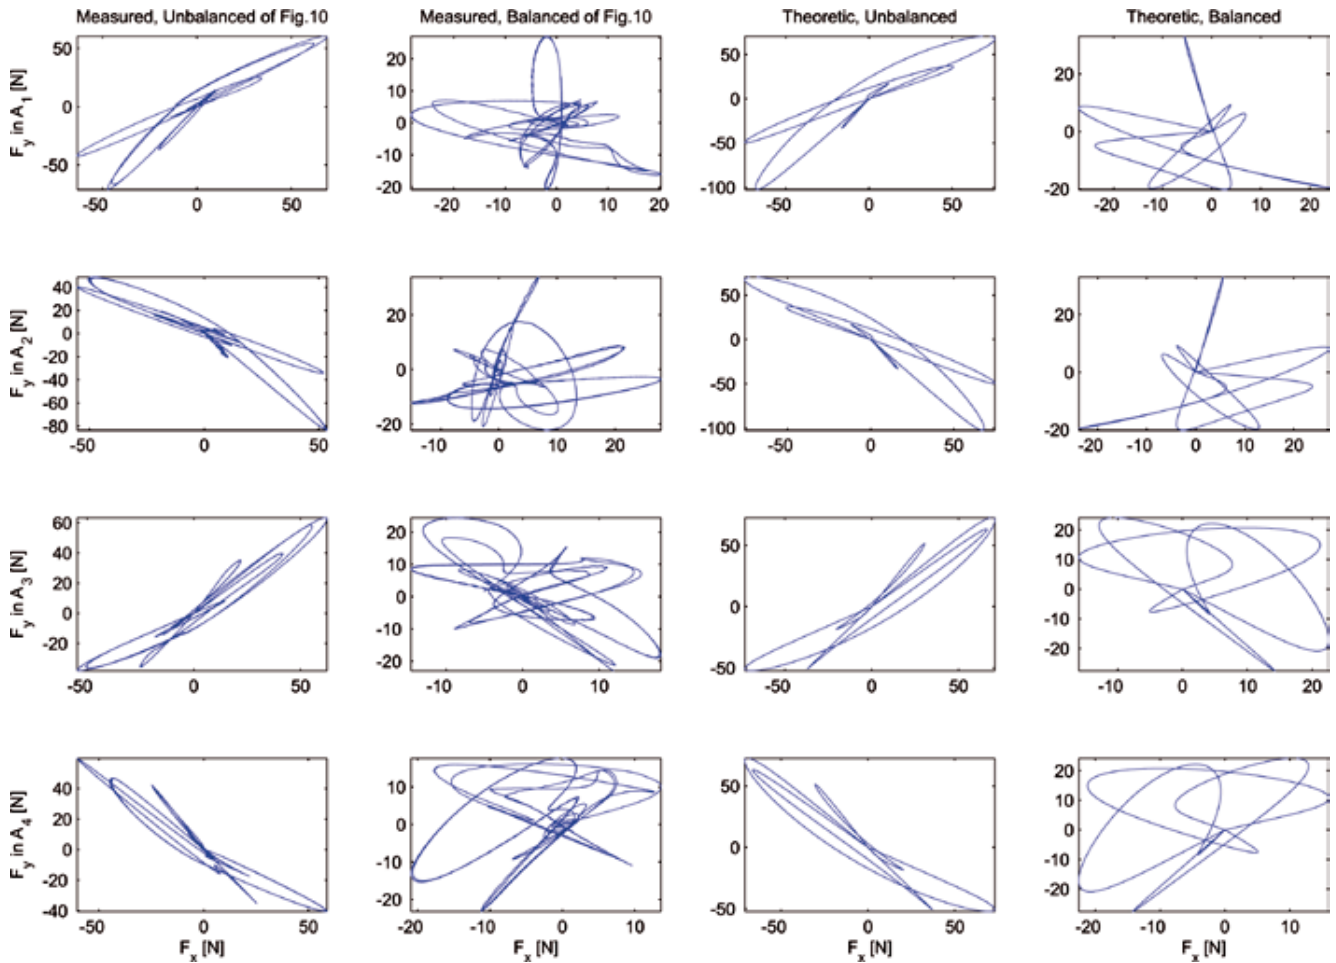 Measured, Unbalanced of Fig.10 Measured, Balanced of Fig.10 Theoretic, Unbalanced Theoretic, Balanced
F_y in A_1 [N]
50
0
-50
-50 0 50
20
10
0
-10
-20
-20 -10 0 10 20
50
0
-50
-100
-50 0 50
20
0
-20
-20 -10 0 10 20
F_y in A_2 [N]
40
20
0
-20
-40
-60
-80
-50 0 50
20
0
-20
-10 0 10 20
50
0
-50
-100
-50 0 50
20
0
-20
-20 -10 0 10 20
F_y in A_3 [N]
60
40
20
0
-20
-50 0 50
20
10
0
-10
-20
-10 0 10
50
0
-50
-50 0 50
20
10
0
-10
-20
-10 0 10 20
F_y in A_4 [N]
40
20
0
-20
-40
-50 0 50
F_x [N]
10
0
-10
-20
-20 -10 0 10
F_x [N]
50
0
-50
-50 0 50
F_x [N]
20
10
0
-10
-20
-20 -10 0 10
F_x [N]